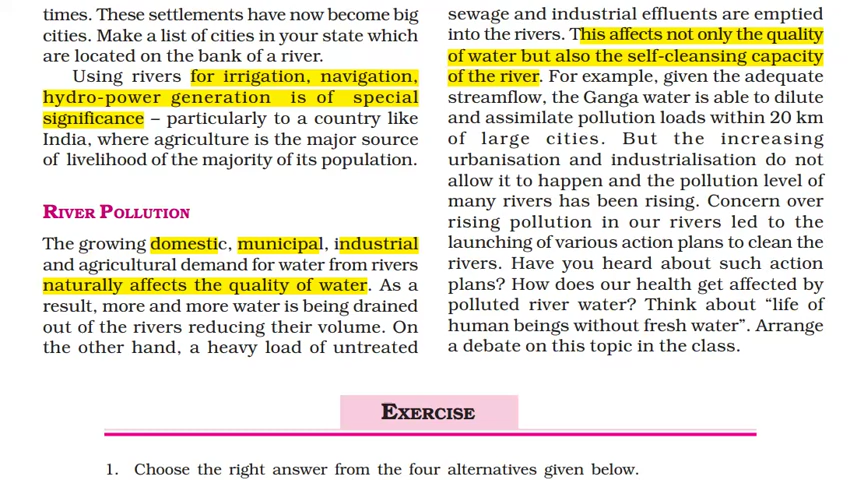 times. These settlements have now become big
cities. Make a list of cities in your state which
are located on the bank of a river.
Using rivers for irrigation, navigation,
hydro-power generation is of special
significance – particularly to a country like
India, where agriculture is the major source
of livelihood of the majority of its population.
RIVER POLLUTION
The growing domestic, municipal, industrial
and agricultural demand for water from rivers
naturally affects the quality of water. As a
result, more and more water is being drained
out of the rivers reducing their volume. On
the other hand, a heavy load of untreated
sewage and industrial effluents are emptied
into the rivers. This affects not only the quality
of water but also the self-cleansing capacity
of the river. For example, given the adequate
streamflow, the Ganga water is able to dilute
and assimilate pollution loads within 20 km
of large cities. But the increasing
urbanisation and industrialisation do not
allow it to happen and the pollution level of
many rivers has been rising. Concern over
rising pollution in our rivers led to the
launching of various action plans to clean the
rivers. Have you heard about such action
plans? How does our health get affected by
polluted river water? Think about “life of
human beings without fresh water”. Arrange
a debate on this topic in the class.
EXERCISE
1. Choose the right answer from the four alternatives given below.